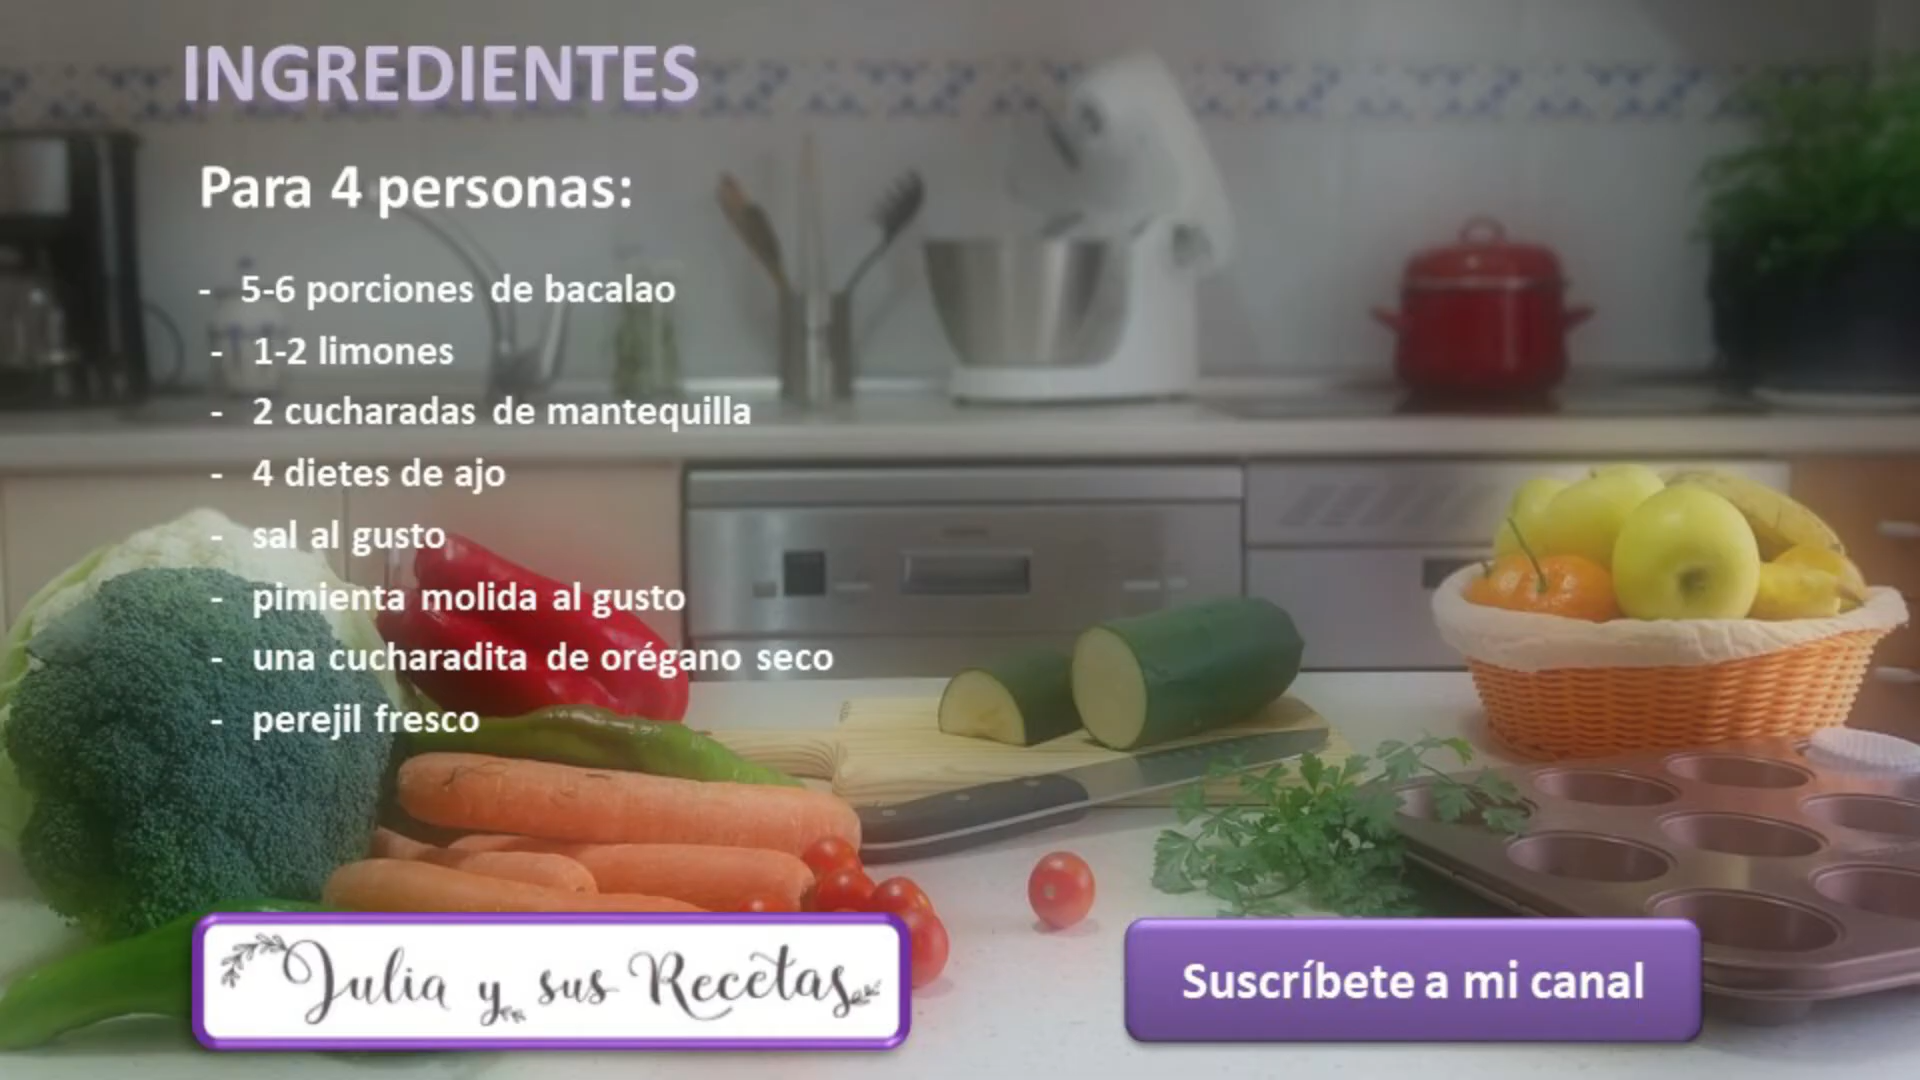 INGREDIENTES
Para 4 personas:
- 5-6 porciones de bacalao
- 1-2 limones
- 2 cucharadas de mantequilla
- 4 dietes de ajo
- sal al gusto
- pimienta molida al gusto
- una cucharadita de orégano seco
- perejil fresco
Julia y sus Recetas
Suscríbete a mi canal